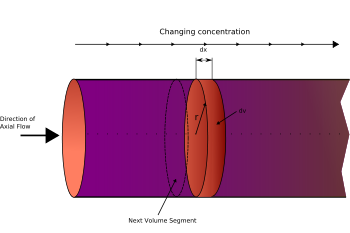 Changing concentration
dx
Direction of
Axial Flow
r
dv
Next Volume Segment